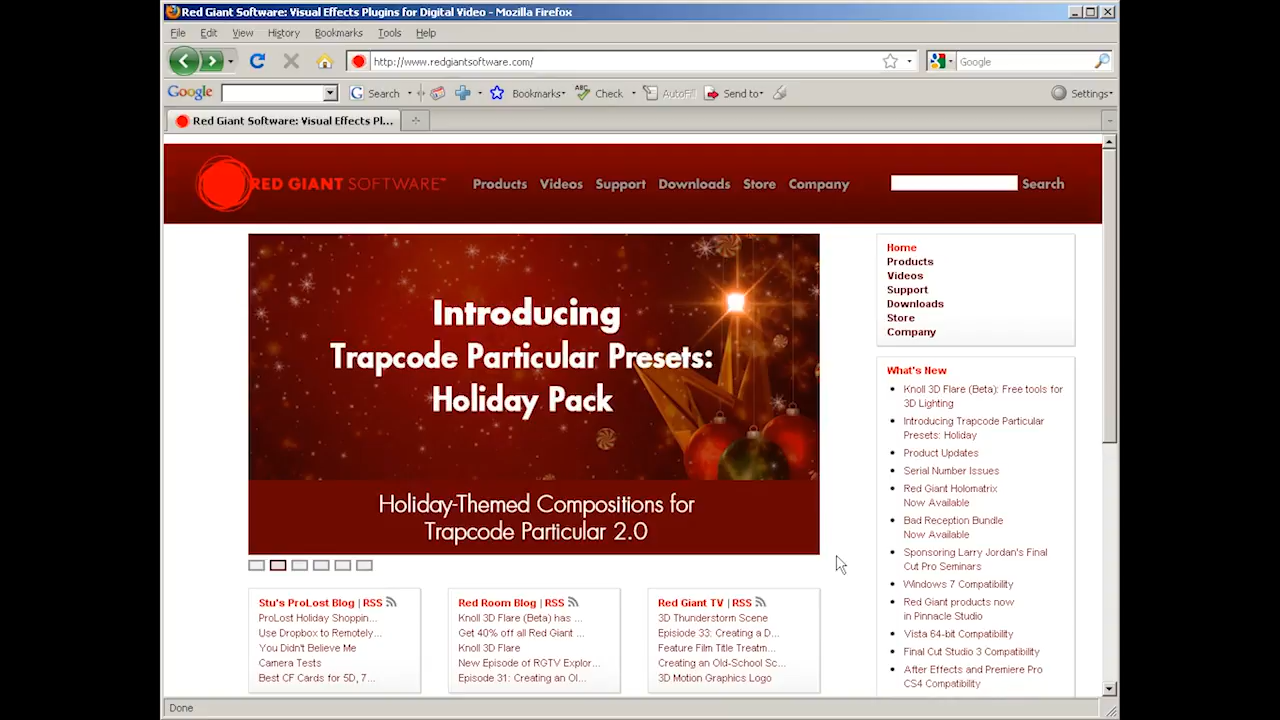 Red Giant Software: Visual Effects Plugins for Digital Video - Mozilla Firefox
File Edit View History Bookmarks Tools Help
http://www.redgiantsoftware.com/
Google
Google Search Bookmarks Check AutoFill Send to Settings
Red Giant Software: Visual Effects Pl...
RED GIANT SOFTWARE™
Products Videos Support Downloads Store Company Search
Introducing
Trapcode Particular Presets:
Holiday Pack
Holiday-Themed Compositions for
Trapcode Particular 2.0
Home
Products
Videos
Support
Downloads
Store
Company
What's New
Knoll 3D Flare (Beta): Free tools for
3D Lighting
Introducing Trapcode Particular
Presets: Holiday
Product Updates
Serial Number Issues
Red Giant Holomatrix
Now Available
Bad Reception Bundle
Now Available
Sponsoring Larry Jordan's Final
Cut Pro Seminars
Windows 7 Compatibility
Red Giant products now
in Pinnacle Studio
Vista 64-bit Compatibility
Final Cut Studio 3 Compatibility
After Effects and Premiere Pro
CS4 Compatibility
Stu's ProLost Blog | RSS
ProLost Holiday Shoppin...
Use Dropbox to Remotely...
You Didn't Believe Me
Camera Tests
Best CF Cards for 5D, 7...
Red Room Blog | RSS
Knoll 3D Flare (Beta) has ...
Get 40% off all Red Giant ...
Knoll 3D Flare
New Episode of RGTV Explor...
Episode 31: Creating an Ol...
Red Giant TV | RSS
3D Thunderstorm Scene
Episiode 33: Creating a D...
Feature Film Title Treatm...
Creating an Old-School Sc...
3D Motion Graphics Logo
Done